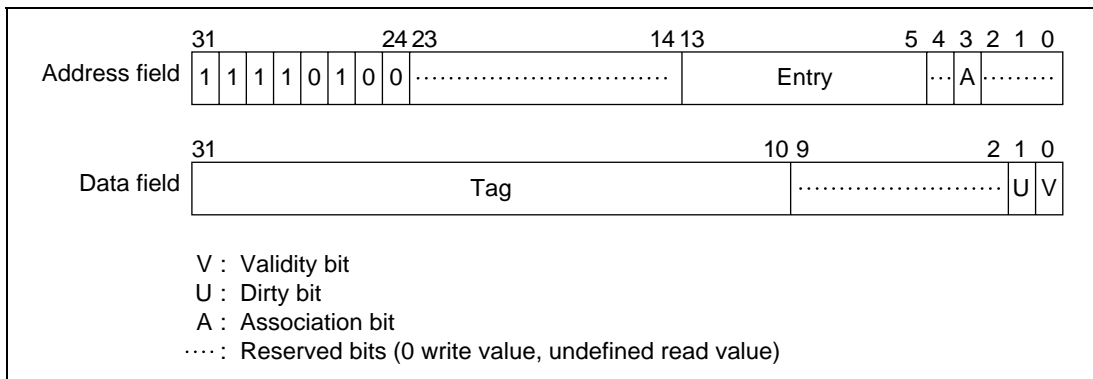 31 24 23 14 13 5 4 3 2 1 0
Address field 1 1 1 1 0 1 0 0 ·········· Entry ··· A ·········
31 10 9 2 1 0
Data field Tag ·········· U V
V : Validity bit
U : Dirty bit
A : Association bit
···· : Reserved bits (0 write value, undefined read value)